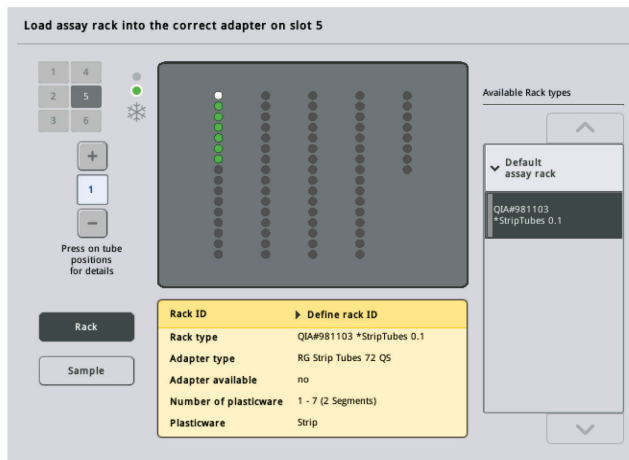 Load assay rack into the correct adapter on slot 5
1 4
2 5
3 6
+
1
−
Press on tube
positions
for details
Rack
Sample
Rack ID ▶ Define rack ID
Rack type QIA#981103 *StripTubes 0.1
Adapter type RG Strip Tubes 72 QS
Adapter available no
Number of plasticware 1 - 7 (2 Segments)
Plasticware Strip
Available Rack types
Default
assay rack
QIA#981103
*StripTubes 0.1